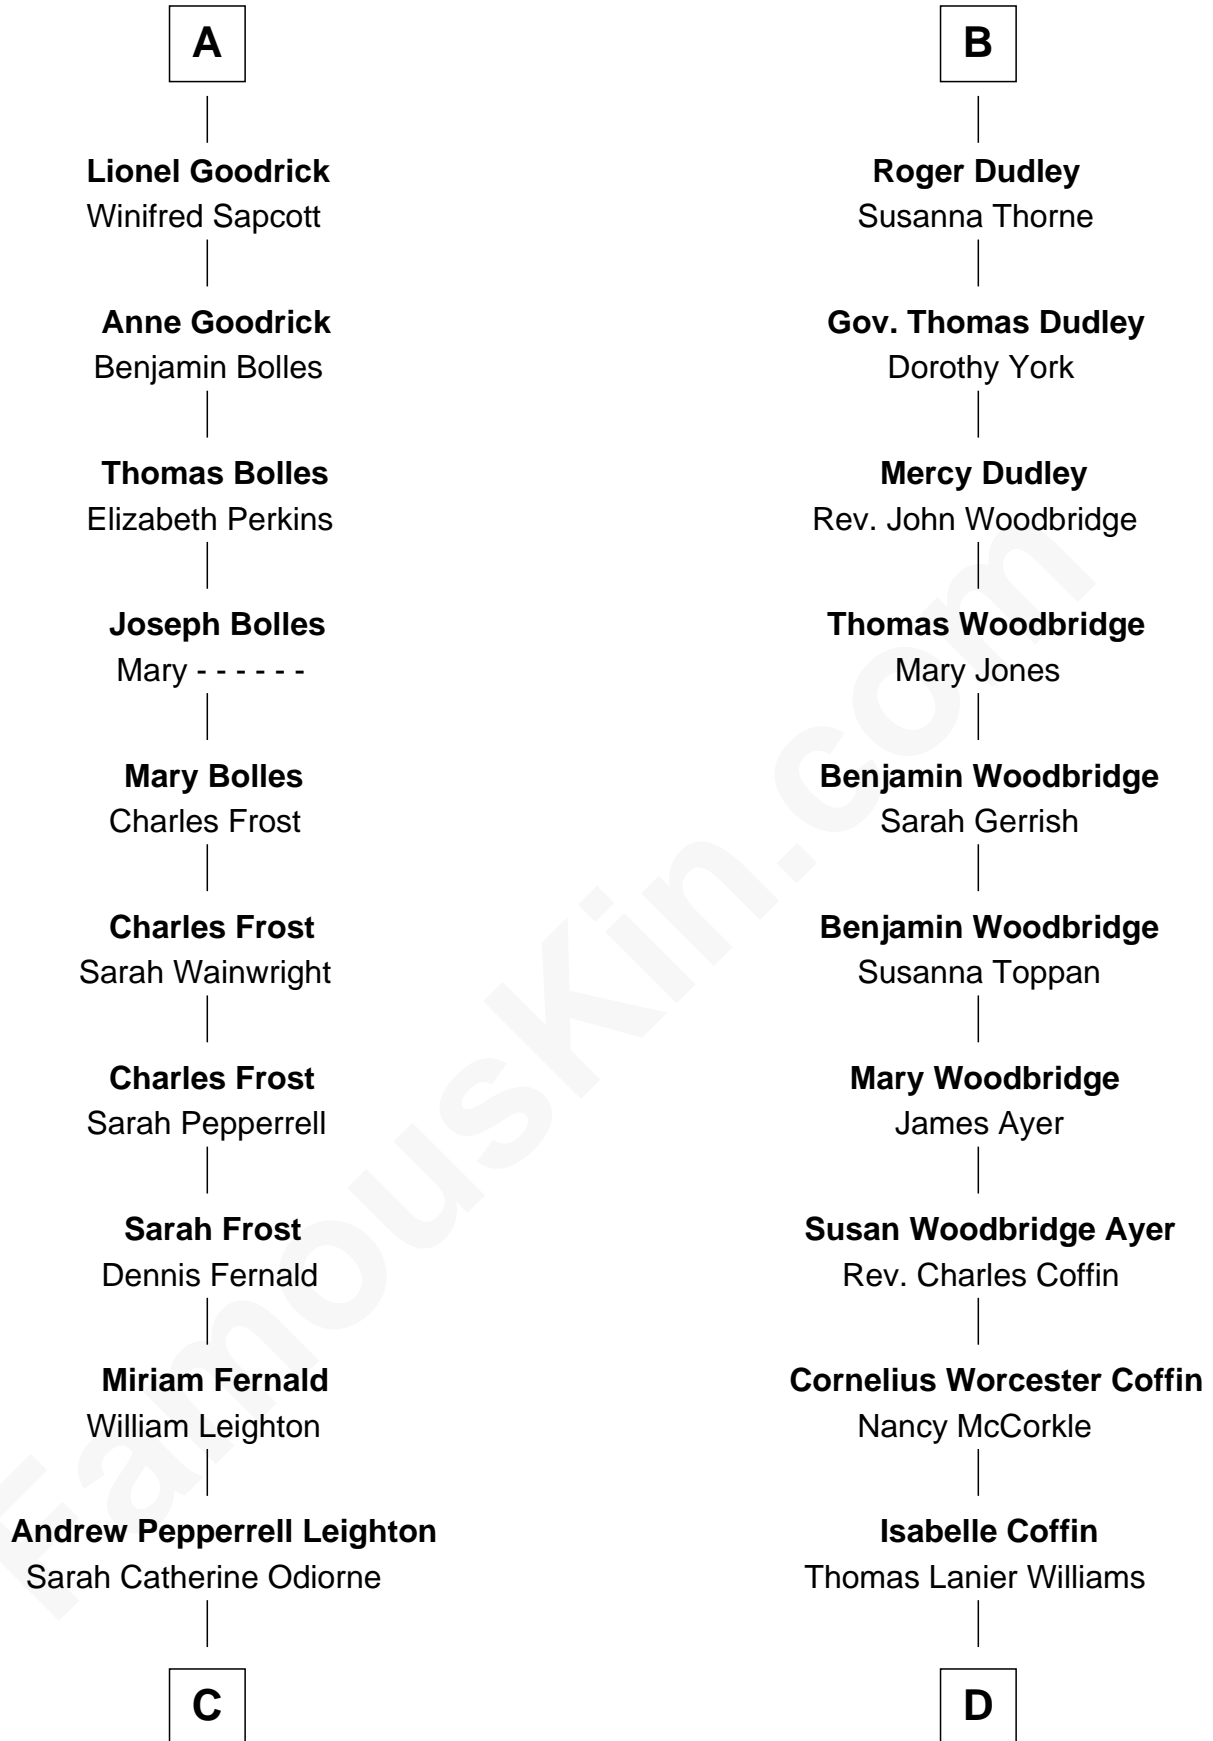 A
Lionel Goodrick
Winifred Sapcott
Anne Goodrick
Benjamin Bolles
Thomas Bolles
Elizabeth Perkins
Joseph Bolles
Mary - - - - - -
Mary Bolles
Charles Frost
Charles Frost
Sarah Wainwright
Charles Frost
Sarah Pepperrell
Sarah Frost
Dennis Fernald
Miriam Fernald
William Leighton
Andrew Pepperrell Leighton
Sarah Catherine Odiorne
C
B
Roger Dudley
Susanna Thorne
Gov. Thomas Dudley
Dorothy York
Mercy Dudley
Rev. John Woodbridge
Thomas Woodbridge
Mary Jones
Benjamin Woodbridge
Sarah Gerrish
Benjamin Woodbridge
Susanna Toppan
Mary Woodbridge
James Ayer
Susan Woodbridge Ayer
Rev. Charles Coffin
Cornelius Worcester Coffin
Nancy McCorkle
Isabelle Coffin
Thomas Lanier Williams
D
FamousKin.com